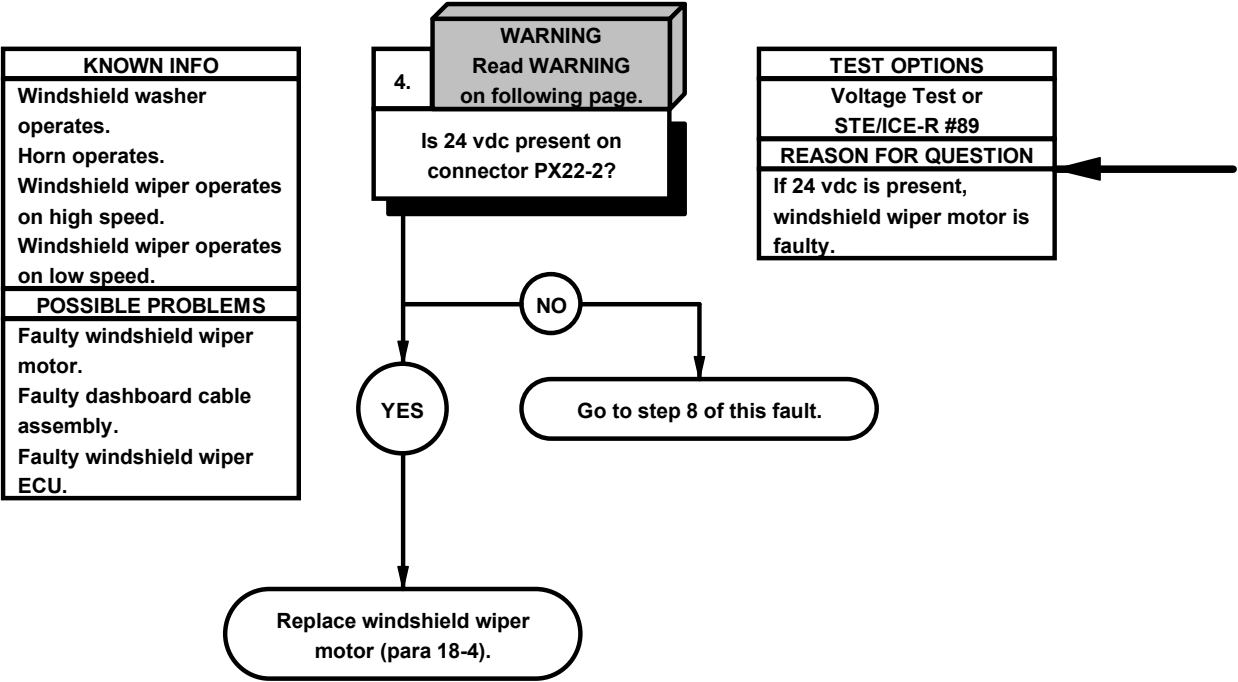 KNOWN INFO
Windshield washer
operates.
Horn operates.
Windshield wiper operates
on high speed.
Windshield wiper operates
on low speed.
POSSIBLE PROBLEMS
Faulty windshield wiper
motor.
Faulty dashboard cable
assembly.
Faulty windshield wiper
ECU.
4.
WARNING
Read WARNING
on following page.
Is 24 vdc present on
connector PX22-2?
TEST OPTIONS
Voltage Test or
STE/ICE-R #89
REASON FOR QUESTION
If 24 vdc is present,
windshield wiper motor is
faulty.
NO
YES
Go to step 8 of this fault.
Replace windshield wiper
motor (para 18-4).